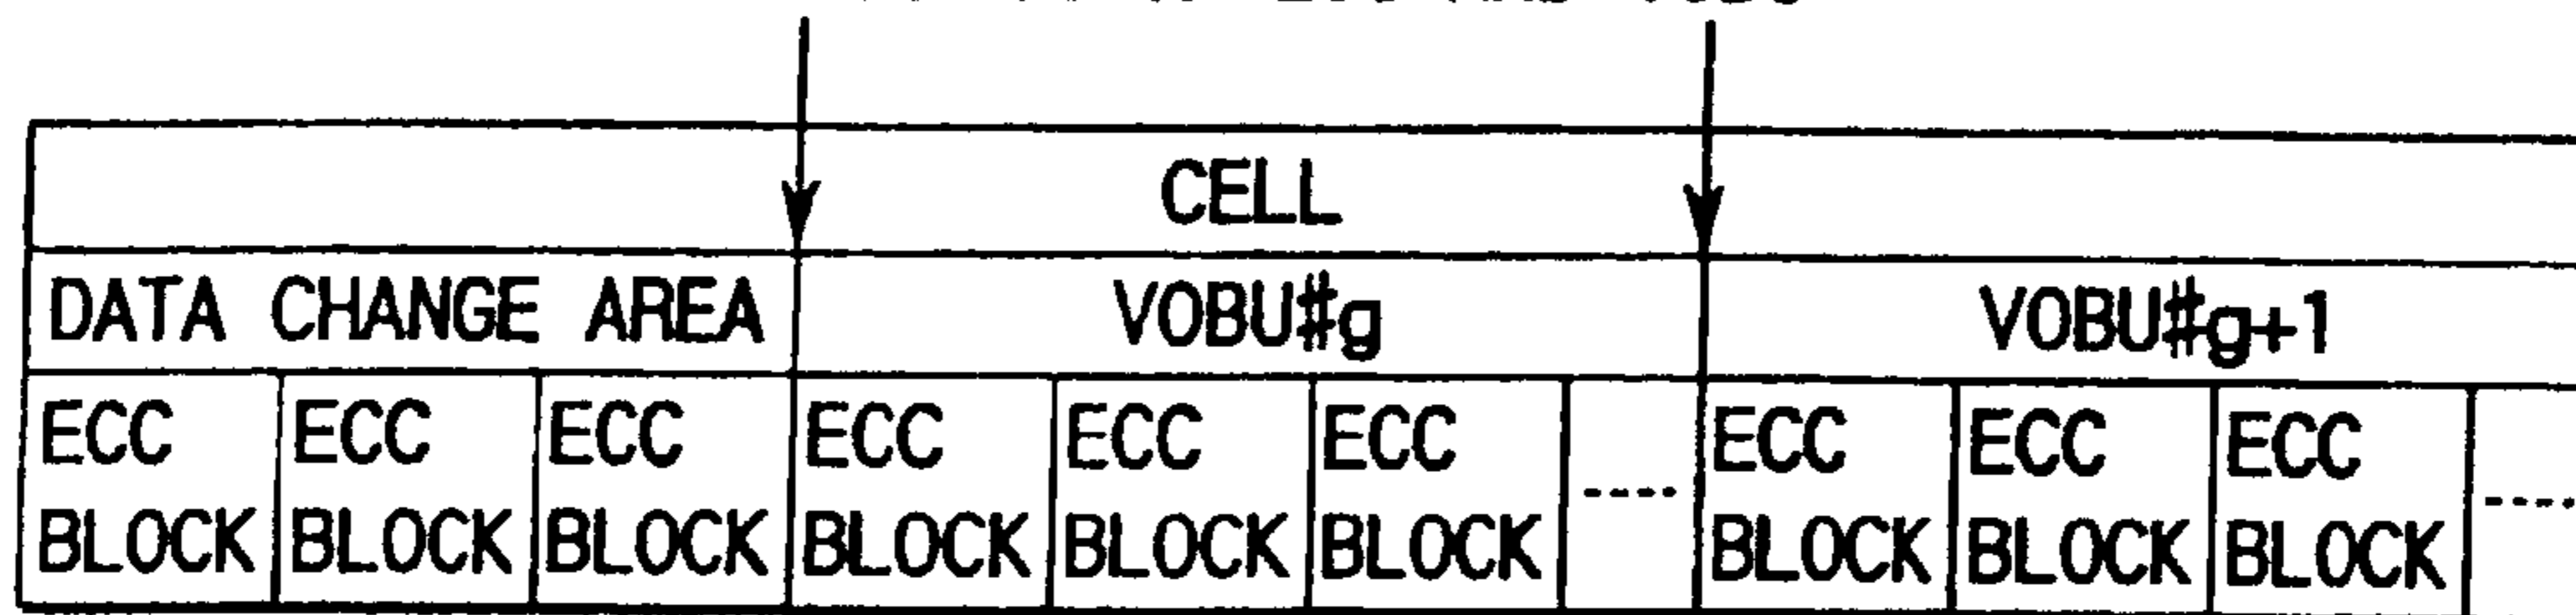 CELL
DATA CHANGE AREA VOBU#g VOBU#g+1
ECC ECC ECC ECC ECC ECC ECC ECC ECC
BLOCK BLOCK BLOCK BLOCK BLOCK BLOCK ---- BLOCK BLOCK BLOCK ----